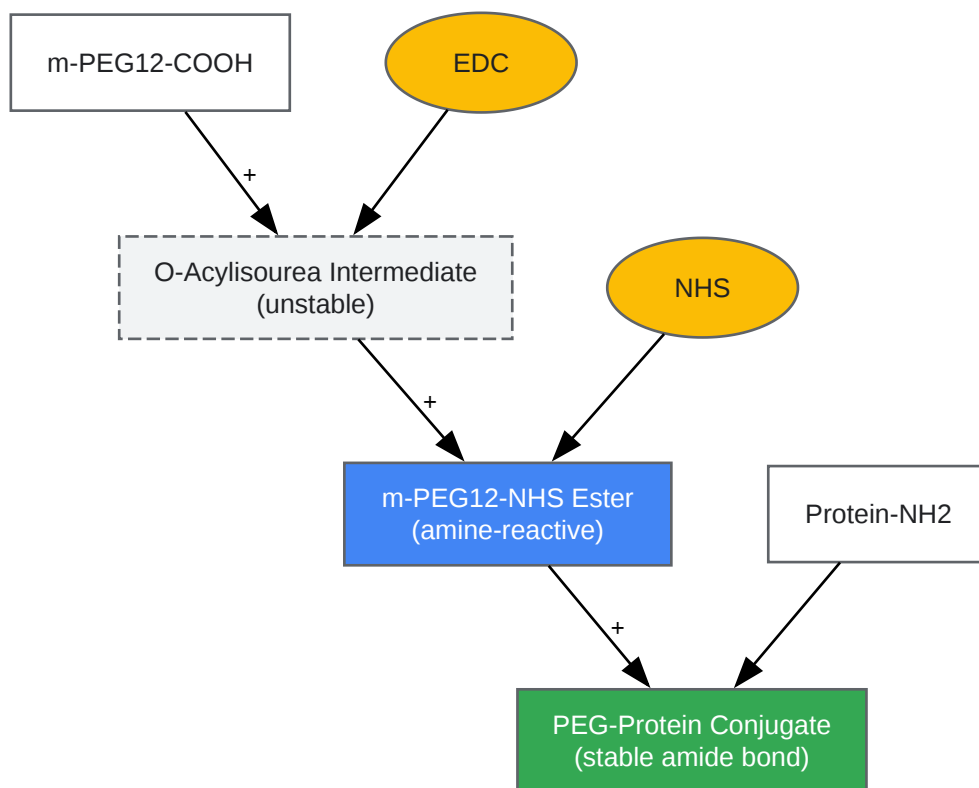 m-PEG12-COOH
EDC
+
O-Acylisourea Intermediate
(unstable)
NHS
+
m-PEG12-NHS Ester
(amine-reactive)
Protein-NH2
+
PEG-Protein Conjugate
(stable amide bond)